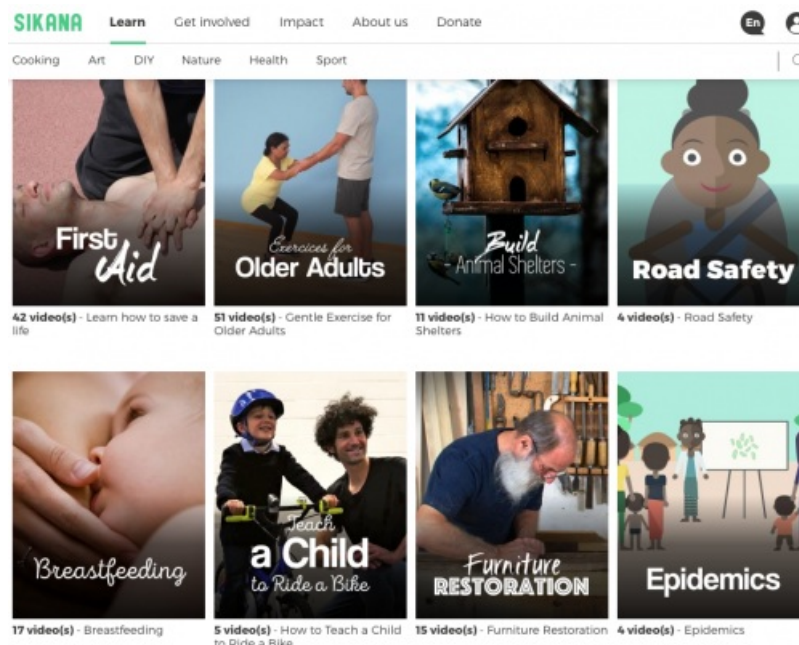 SIKANA Learn Get involved Impact About us Donate En
Cooking Art DIY Nature Health Sport
First
Aid
Exercices for
Older Adults
Build
- Animal Shelters -
Road Safety
42 video(s) - Learn how to save a
life
51 video(s) - Gentle Exercise for
Older Adults
11 video(s) - How to Build Animal
Shelters
4 video(s) - Road Safety
Breastfeeding
Teach
a Child
to Ride a Bike
Furniture
RESTORATION
Epidemics
17 video(s) - Breastfeeding
5 video(s) - How to Teach a Child
to Ride a Bike
15 video(s) - Furniture Restoration
4 video(s) - Epidemics